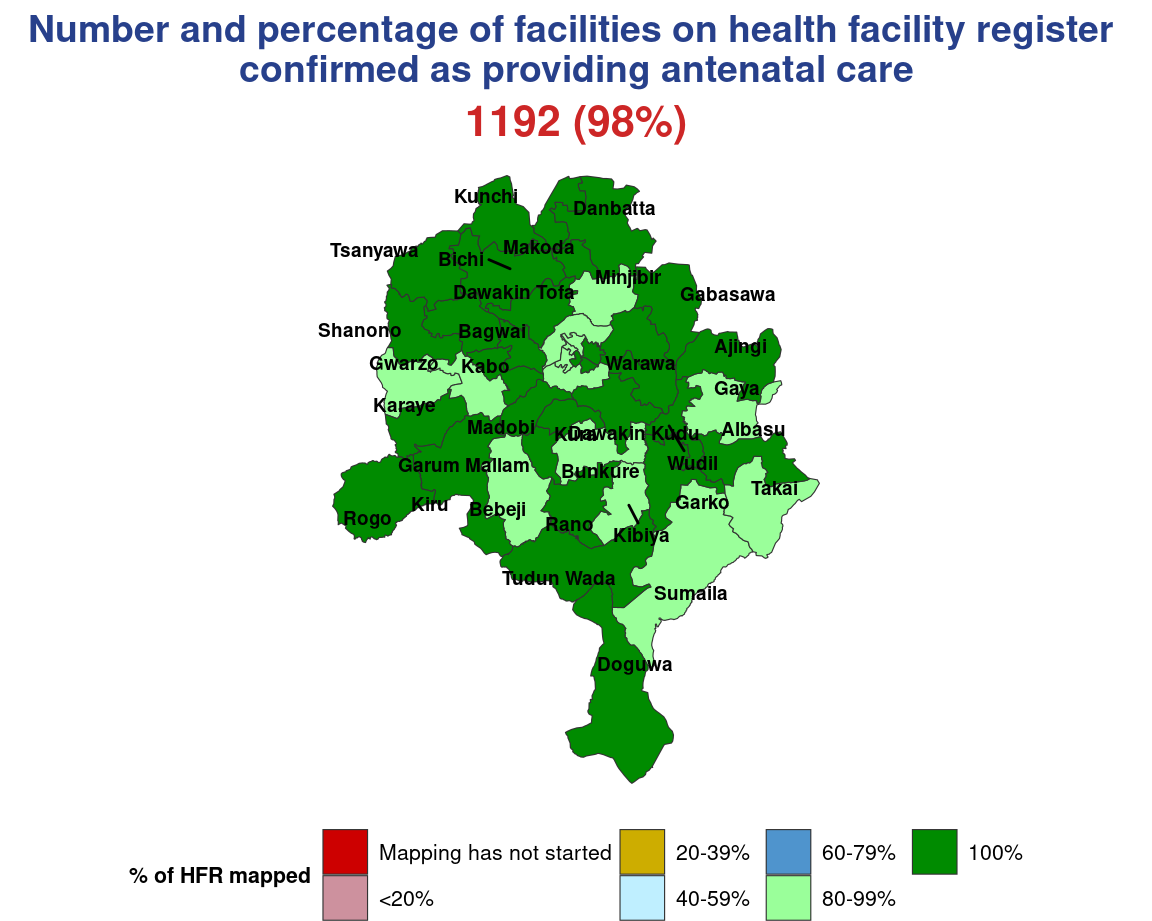 Number and percentage of facilities on health facility register
confirmed as providing antenatal care
1192 (98%)
Kunchi
Danbatta
Tsanyawa
Makoda
Bichi
Minjibir
Dawakin Tofa
Gabasawa
Shanono
Bagwai
Ajingi
Gwarzo
Kabo
Warawa
Gaya
Karaye
Madobi
Kura
Dawakin Kudu
Albasu
Garum Mallam
Bunkure
Wudil
Takai
Kiru
Bebeji
Garko
Rogo
Rano
Kibiya
Tudun Wada
Sumaila
Doguwa
% of HFR mapped
Mapping has not started
20-39%
60-79%
100%
<20%
40-59%
80-99%